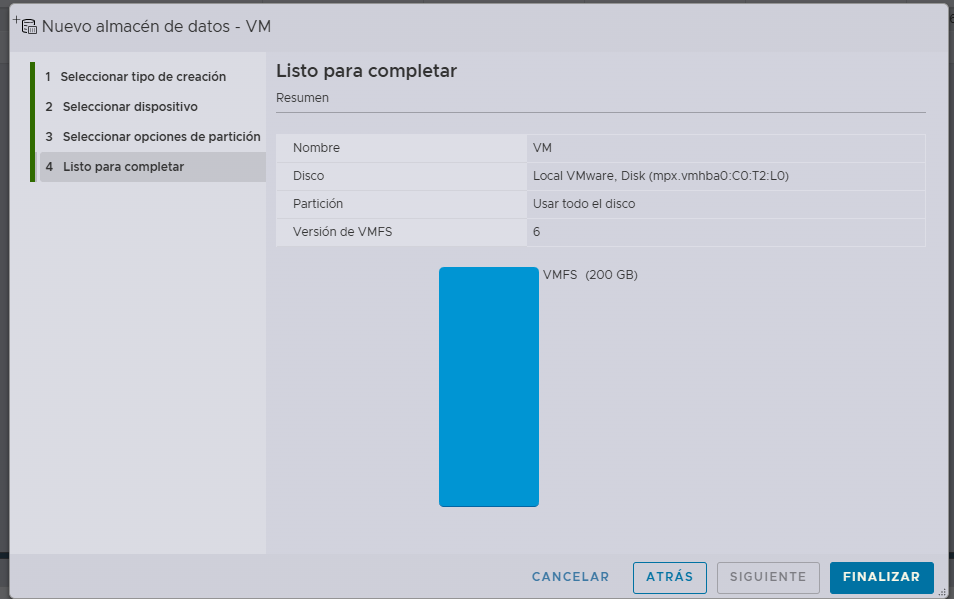 Nuevo almacén de datos - VM
1 Seleccionar tipo de creación
2 Seleccionar dispositivo
3 Seleccionar opciones de partición
4 Listo para completar
Listo para completar
Resumen
Nombre VM
Disco Local VMware, Disk (mpx.vmhba0:C0:T2:L0)
Partición Usar todo el disco
Versión de VMFS 6
VMFS (200 GB)
CANCELAR ATRÁS SIGUIENTE FINALIZAR